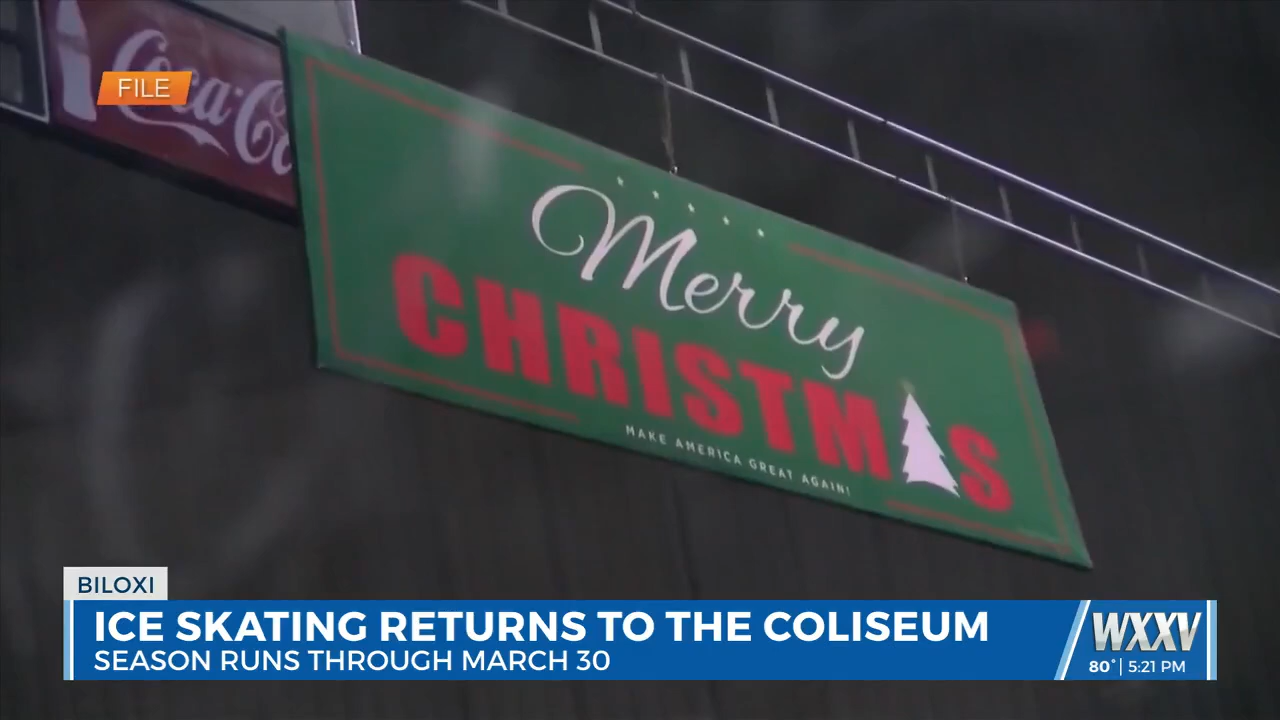 Coca-Co
FILE
Merry
CHRISTMAS
MAKE AMERICA GREAT AGAIN!
BILOXI
ICE SKATING RETURNS TO THE COLISEUM
SEASON RUNS THROUGH MARCH 30
WXXV
80° | 5:21 PM